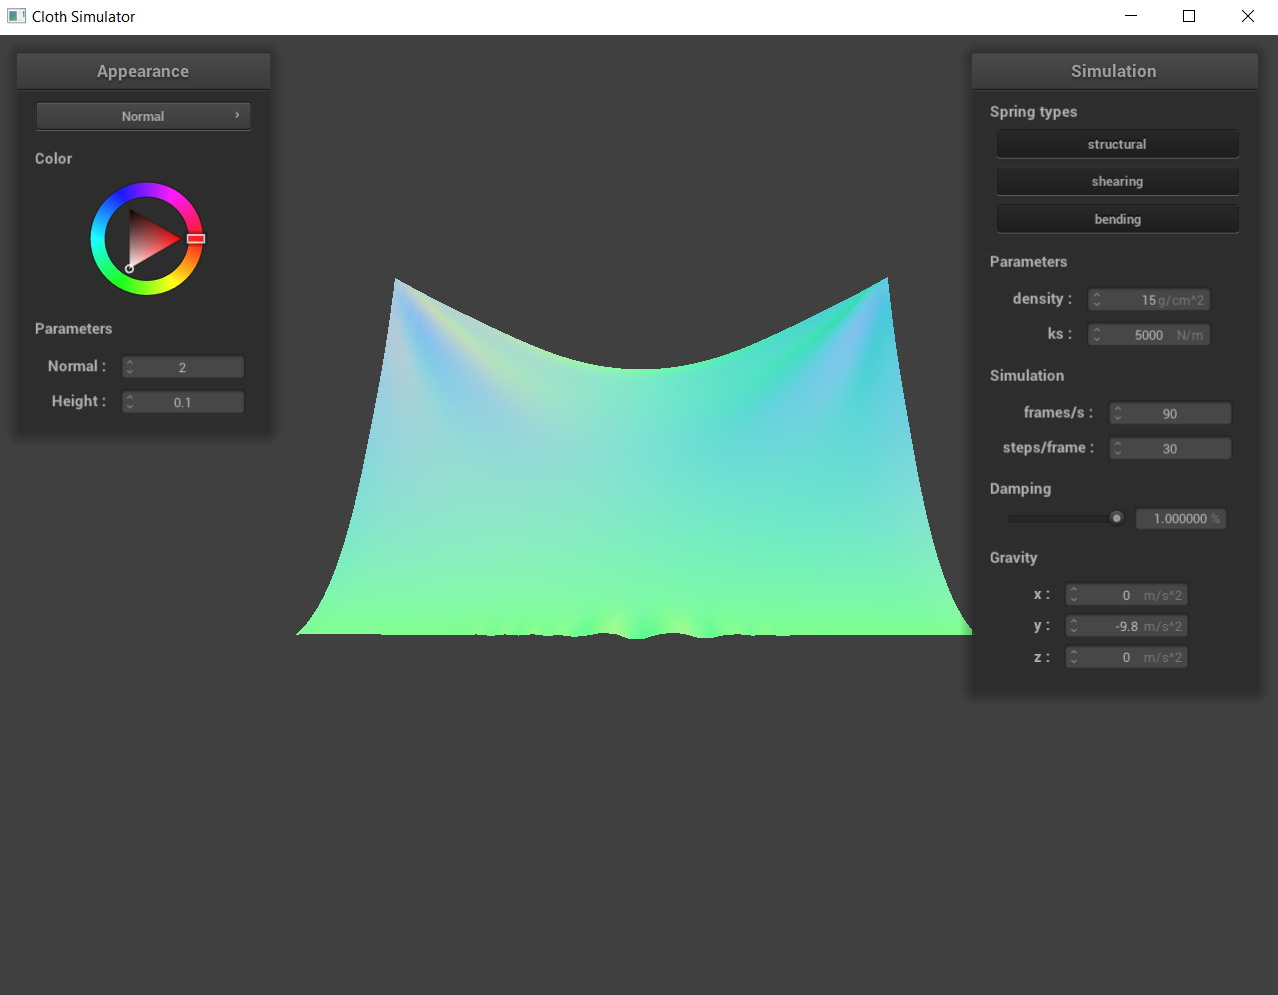 Cloth Simulator
Appearance
Normal
Color
Parameters
Normal : 2
Height : 0.1
Simulation
Spring types
structural
shearing
bending
Parameters
density : 15 g/cm^2
ks : 5000 N/m
Simulation
frames/s : 90
steps/frame : 30
Damping
1.000000 %
Gravity
x : 0 m/s^2
y : -9.8 m/s^2
z : 0 m/s^2